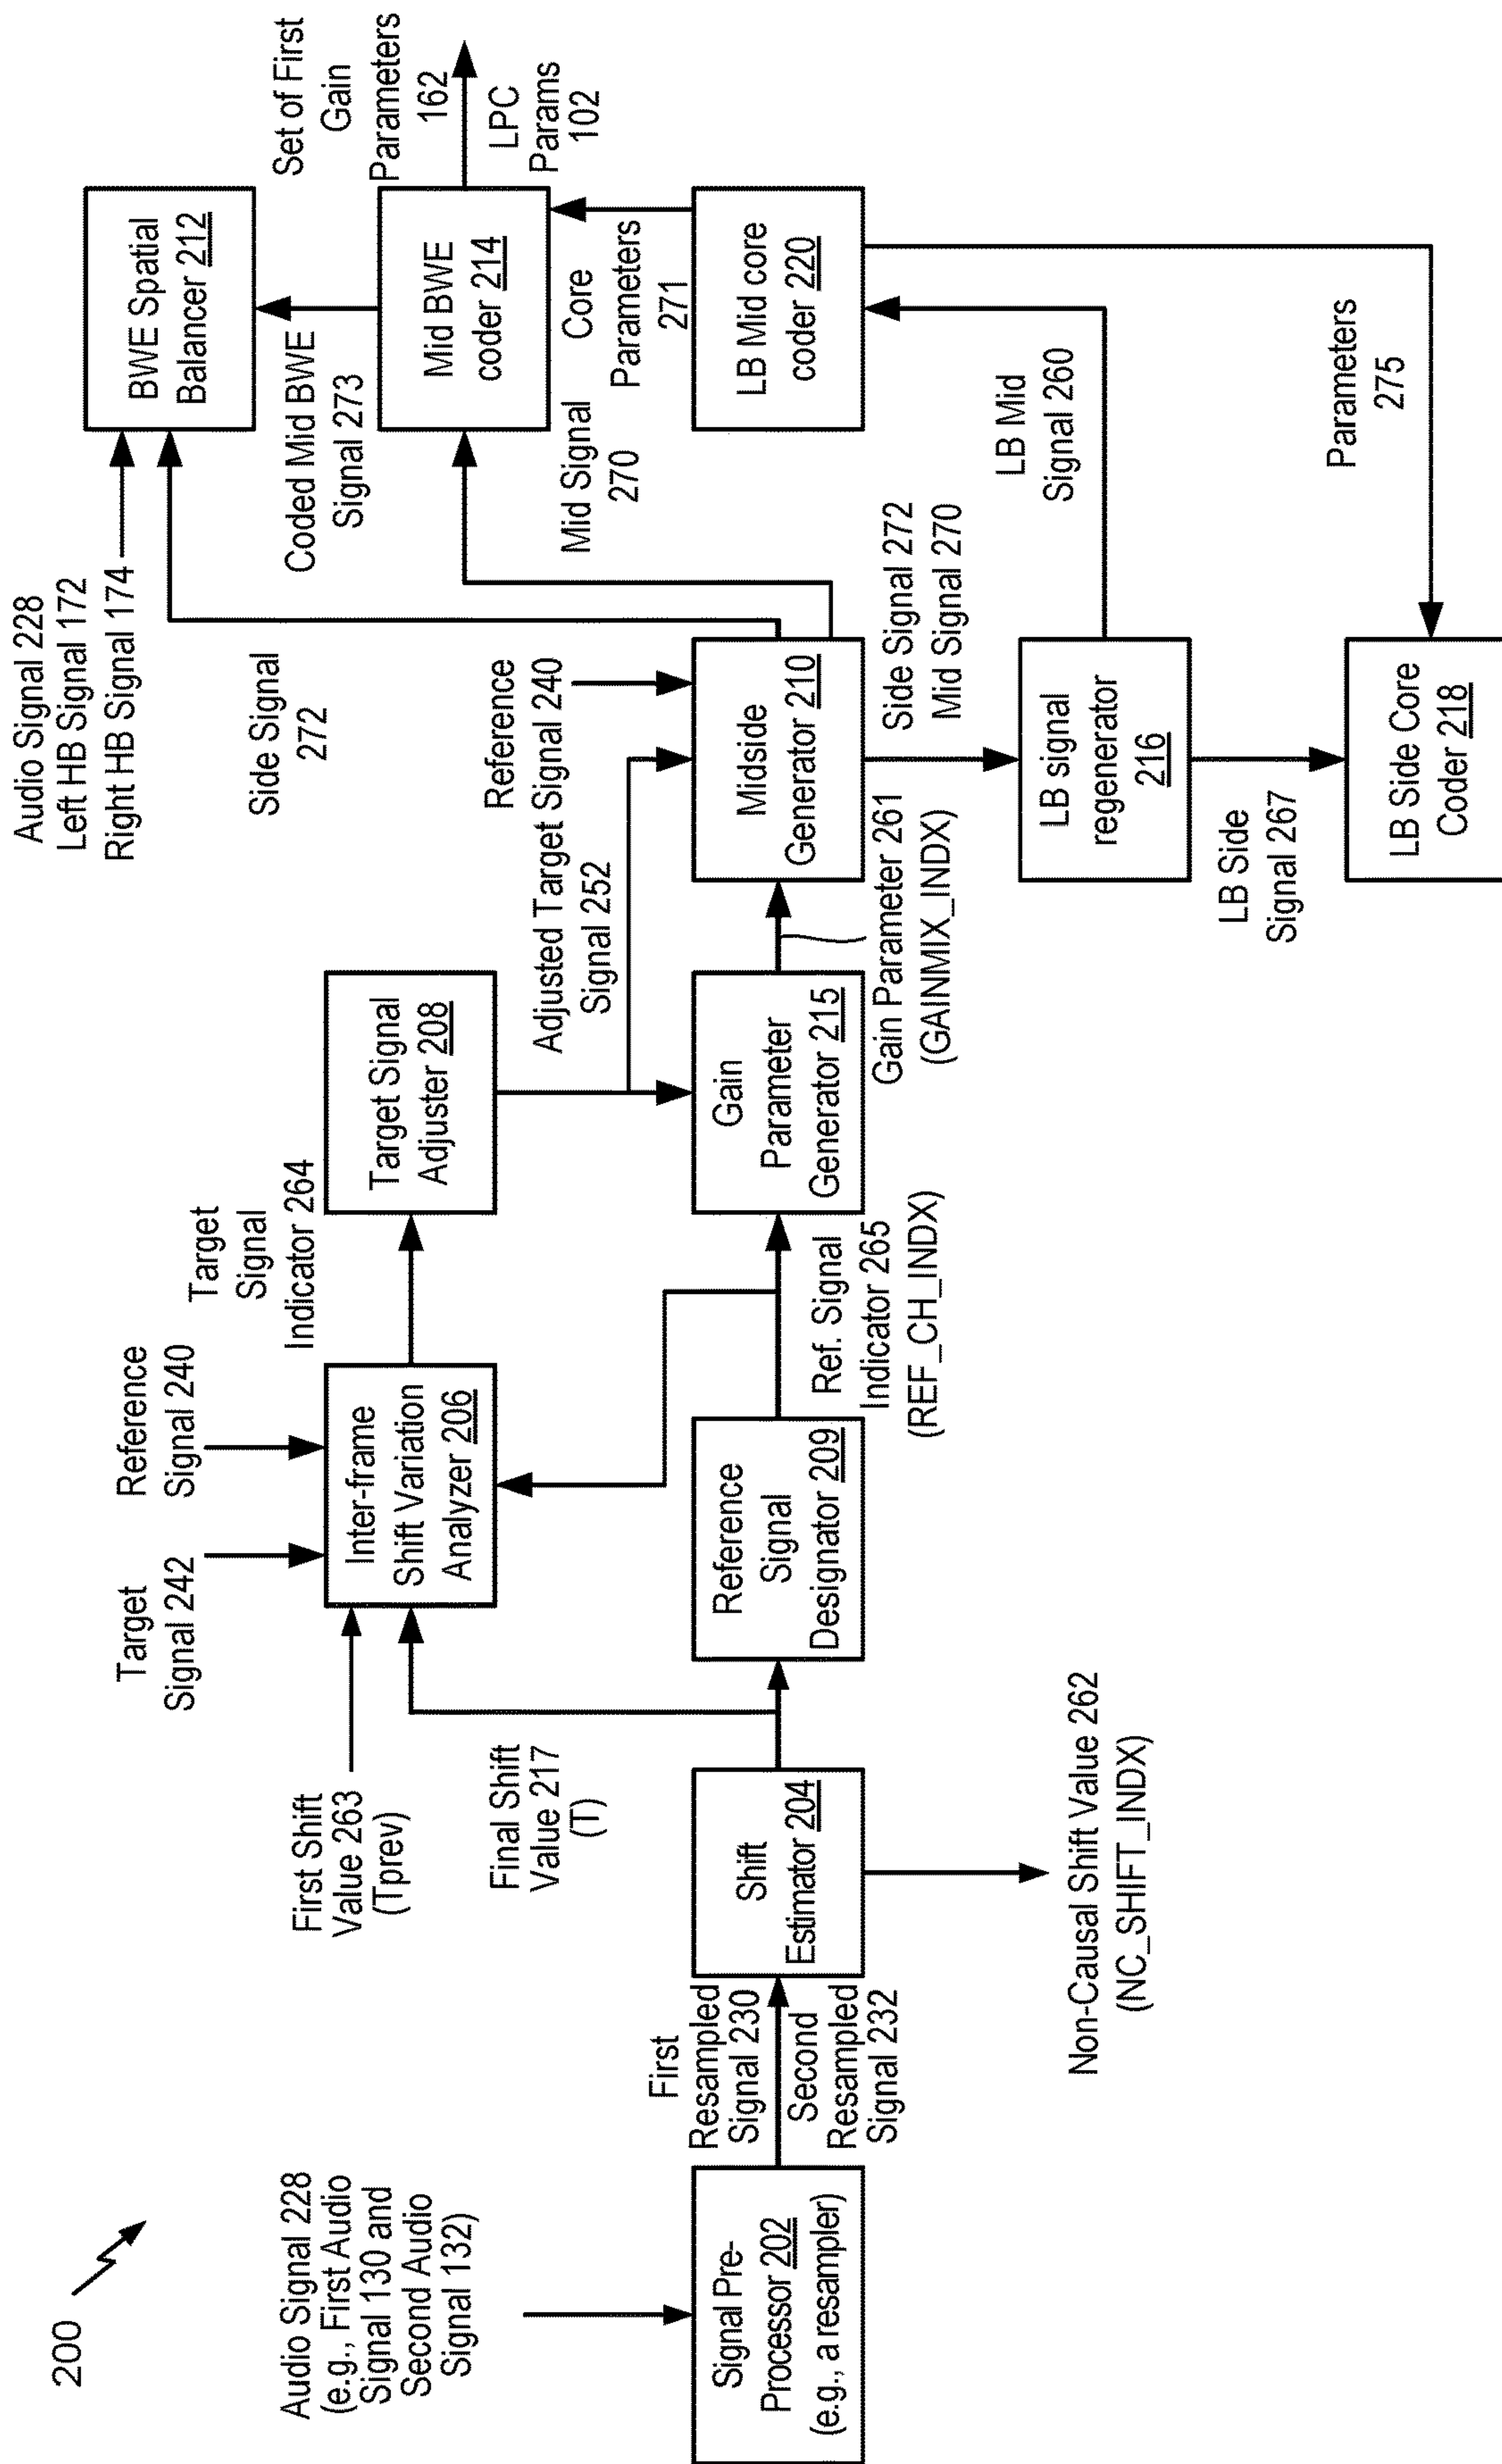 200
Audio Signal 228
(e.g., First Audio
Signal 130 and
Second Audio
Signal 132)
Signal Pre-
Processor 202
(e.g., a resampler)
First
Resampled
Signal 230
Second
Resampled
Signal 232
Shift
Estimator 204
Non-Causal Shift Value 262
(NC_SHIFT_INDX)
First Shift
Value 263
(Tprev)
Final Shift
Value 217
(T)
Target
Signal 242
Reference
Signal 240
Inter-frame
Shift Variation
Analyzer 206
Reference
Signal
Designator 209
Ref. Signal
Indicator 265
(REF_CH_INDX)
Target
Signal
Indicator 264
Target Signal
Adjuster 208
Gain
Parameter
Generator 215
Gain Parameter 261
(GAINMIX_INDX)
Adjusted Target
Signal 252
Reference
Signal 240
Midside
Generator 210
Side Signal 272
Mid Signal 270
LB signal
regenerator
216
LB Side
Signal 267
LB Side Core
Coder 218
Side Signal
272
Audio Signal 228
Left HB Signal 172
Right HB Signal 174
BWE Spatial
Balancer 212
Coded Mid BWE
Signal 273
Mid Signal
270
Mid BWE
coder 214
Set of First
Gain
Parameters
162
LPC
Params
102
Core
Parameters
271
LB Mid core
coder 220
LB Mid
Signal 260
Parameters
275